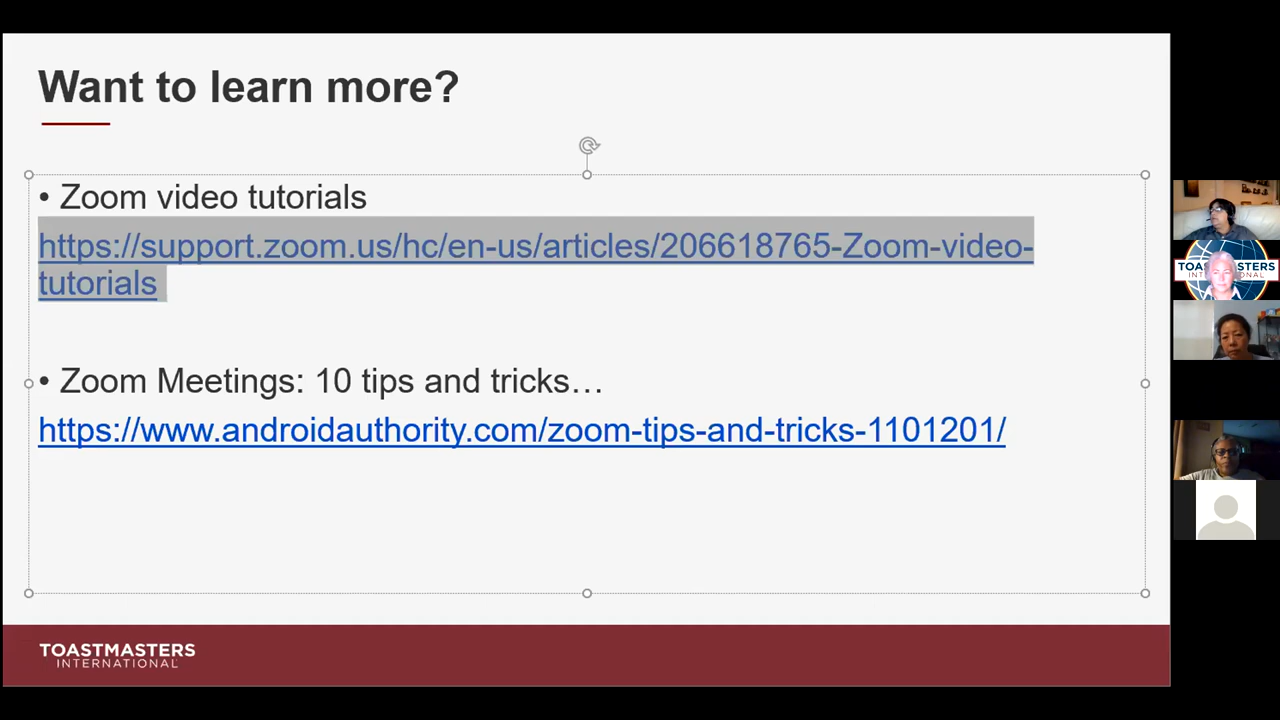 Want to learn more?
• Zoom video tutorials
https://support.zoom.us/hc/en-us/articles/206618765-Zoom-video-
tutorials
• Zoom Meetings: 10 tips and tricks…
https://www.androidauthority.com/zoom-tips-and-tricks-1101201/
TOASTMASTERS
INTERNATIONAL